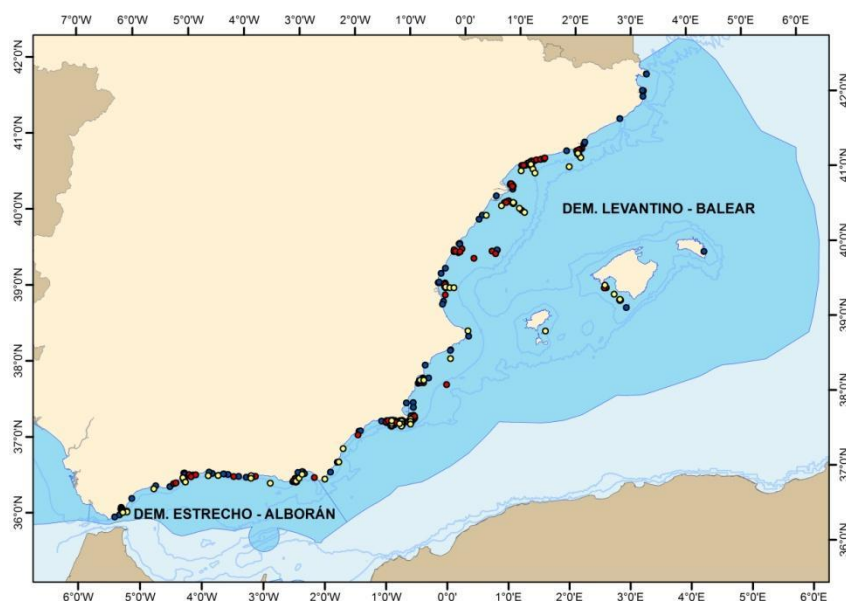 7°0'W 6°0'W 5°0'W 4°0'W 3°0'W 2°0'W 1°0'W 0°0' 1°0'E 2°0'E 3°0'E 4°0'E 5°0'E 6°0'E
42°0'N
42°0'N
41°0'N
41°0'N
40°0'N
DEM. LEVANTINO - BALEAR
40°0'N
39°0'N
39°0'N
38°0'N
38°0'N
37°0'N
37°0'N
36°0'N
DEM. ESTRECHO - ALBORÁN
36°0'N
6°0'W 5°0'W 4°0'W 3°0'W 2°0'W 1°0'W 0°0' 1°0'E 2°0'E 3°0'E 4°0'E 5°0'E 6°0'E